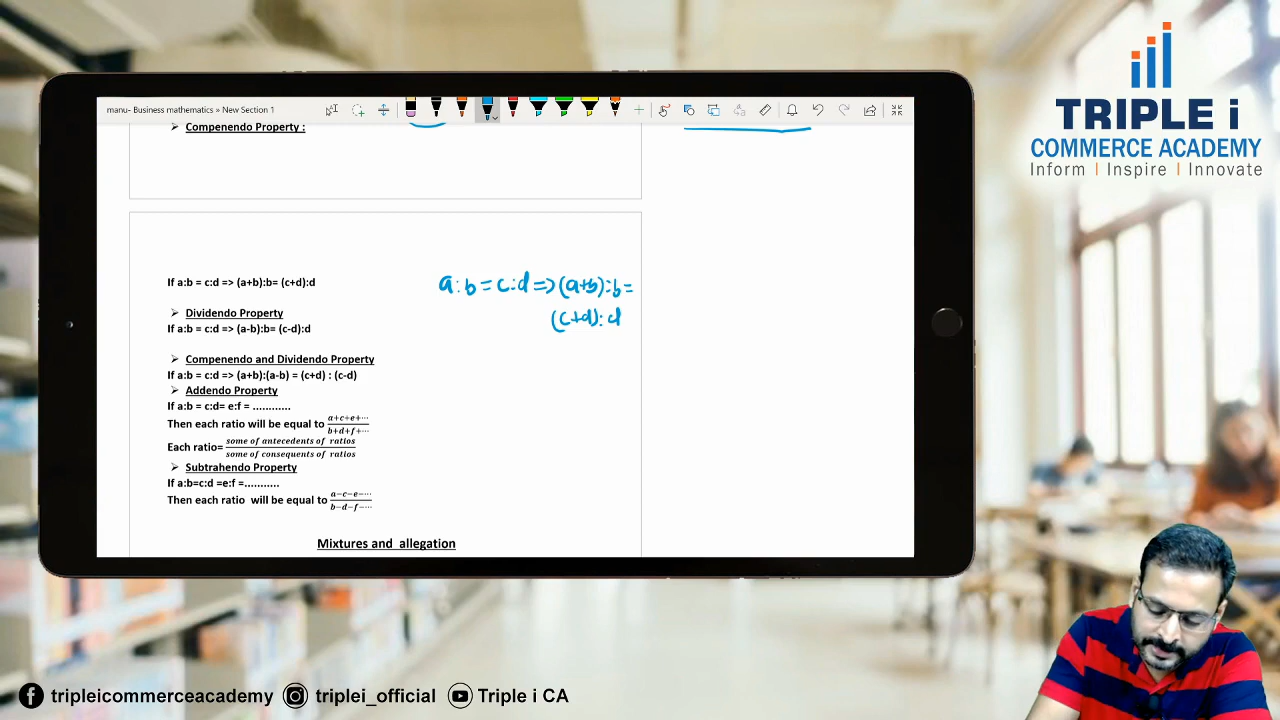 manu- Business mathematics » New Section 1
➢ Compenendo Property :
If a:b = c:d => (a+b):b= (c+d):d
a:b = c:d => (a+b):b =
(c+d):d
➢ Dividendo Property
If a:b = c:d => (a-b):b= (c-d):d
➢ Compenendo and Dividendo Property
If a:b = c:d => (a+b):(a-b) = (c+d) : (c-d)
➢ Addendo Property
If a:b = c:d= e:f = ............
Then each ratio will be equal to a+c+e+⋯ / b+d+f+⋯
Each ratio= some of antecedents of ratios / some of consequents of ratios
➢ Subtrahendo Property
If a:b=c:d =e:f =...........
Then each ratio will be equal to a−c−e−⋯ / b−d−f−⋯
Mixtures and allegation
TRIPLE i
COMMERCE ACADEMY
Inform | Inspire | Innovate
tripleicommerceacademy triplei_official Triple i CA